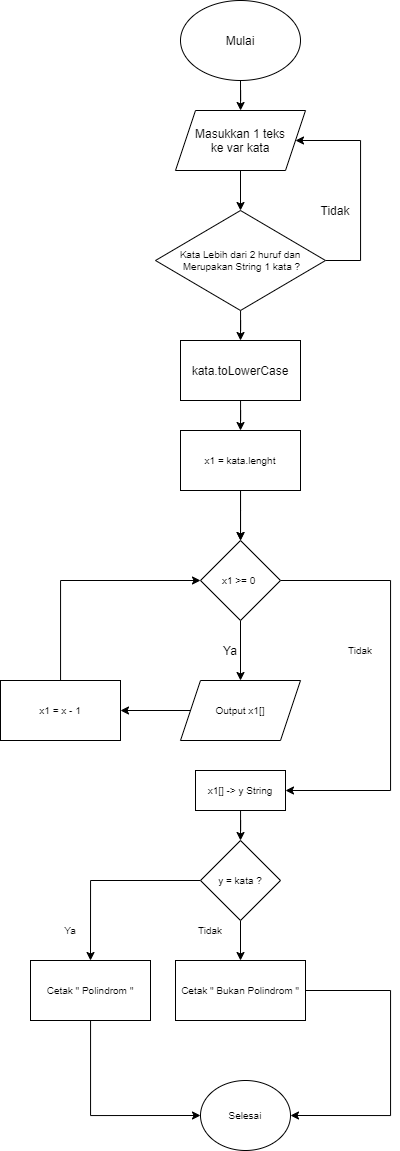 Mulai
Masukkan 1 teks
ke var kata
Tidak
Kata Lebih dari 2 huruf dan
Merupakan String 1 kata ?
kata.toLowerCase
x1 = kata.lenght
x1 >= 0
Ya
Tidak
x1 = x - 1
Output x1[]
x1[] -> y String
y = kata ?
Ya
Tidak
Cetak " Polindrom "
Cetak " Bukan Polindrom "
Selesai